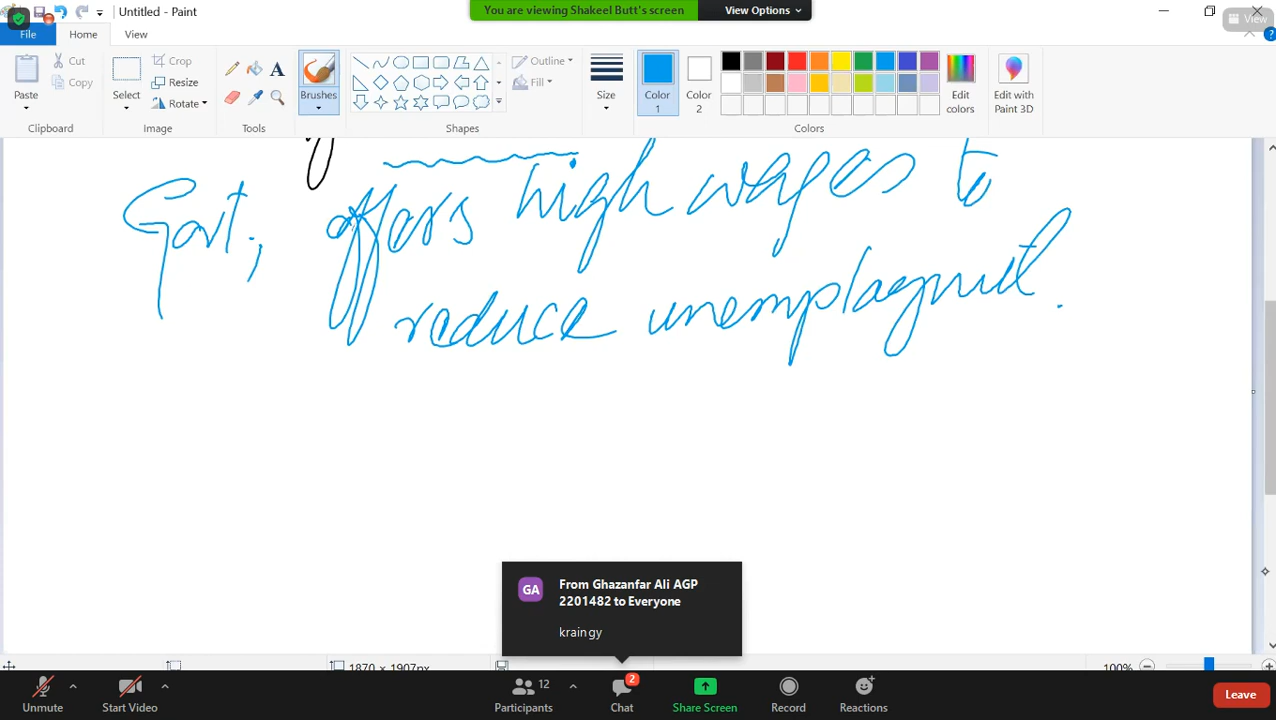 Untitled - Paint
You are viewing Shakeel Butt's screen
View Options
View
File
Home
View
Paste
Cut
Copy
Clipboard
Select
Crop
Resize
Rotate
Image
Tools
Brushes
Outline
Fill
Shapes
Size
Color 1
Color 2
Edit colors
Edit with Paint 3D
Colors
Govt, offers high wages to
reduce unemployment.
From Ghazanfar Ali AGP
2201482 to Everyone
kraingy
1870 × 1907px
100%
Unmute
Start Video
12
Participants
2
Chat
Share Screen
Record
Reactions
Leave